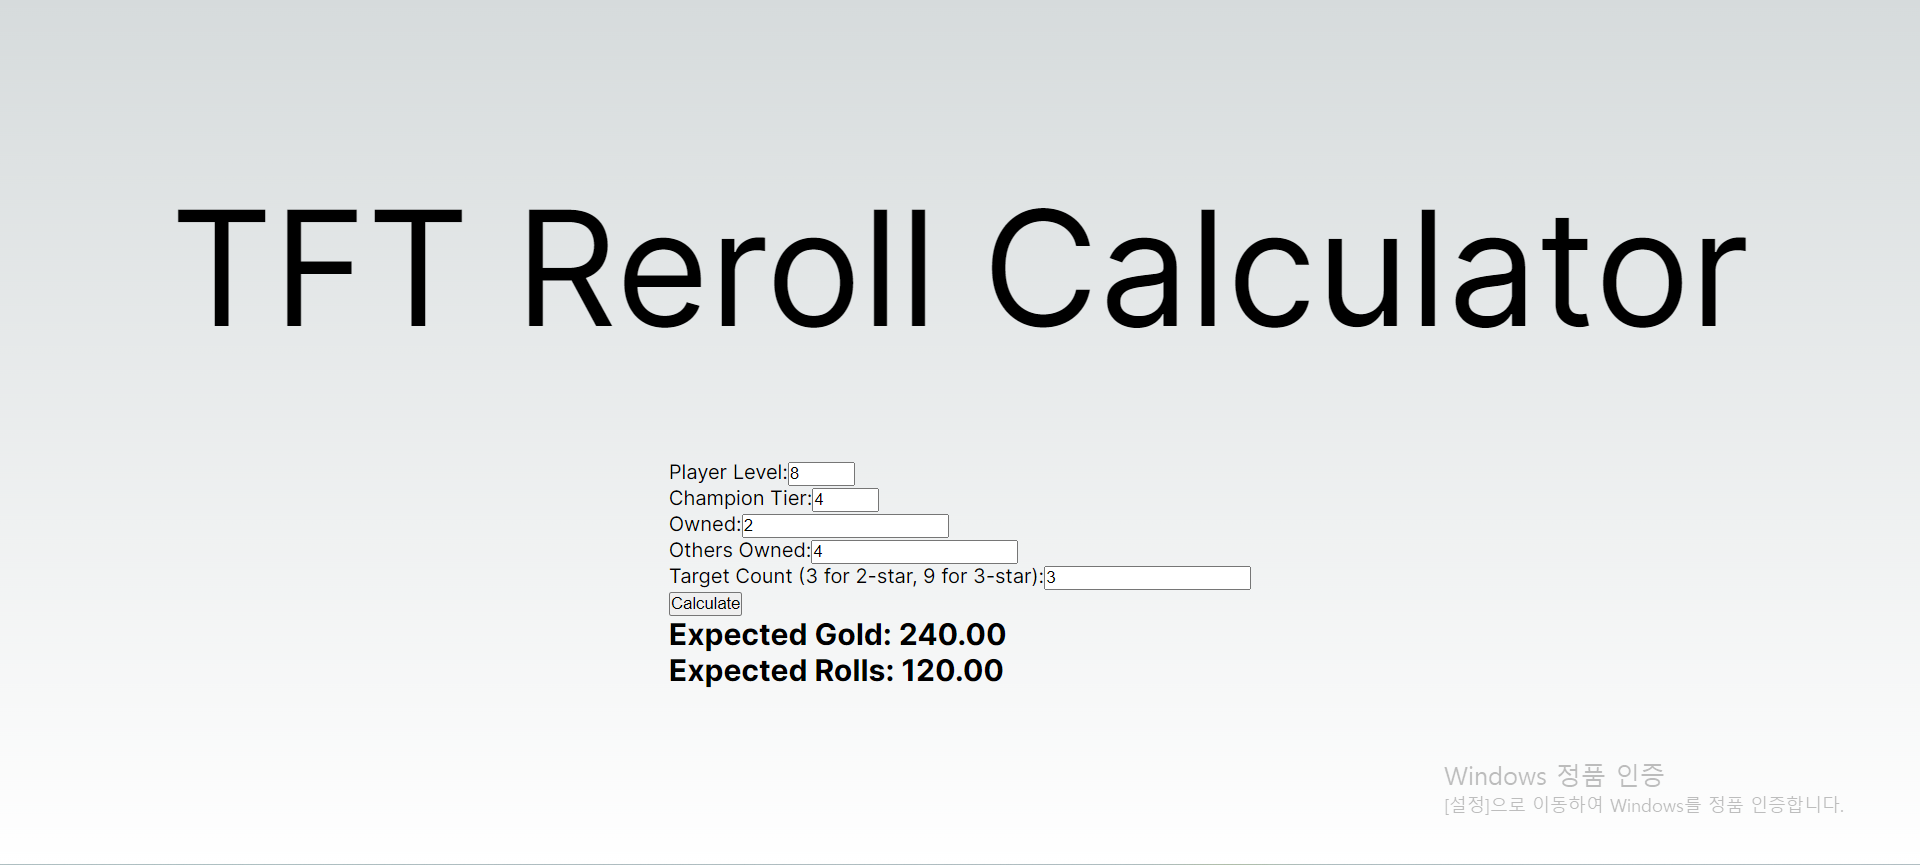 TFT Reroll Calculator
Player Level:8
Champion Tier:4
Owned:2
Others Owned:4
Target Count (3 for 2-star, 9 for 3-star):3
Calculate
Expected Gold: 240.00
Expected Rolls: 120.00
Windows 정품 인증
[설정]으로 이동하여 Windows를 정품 인증합니다.